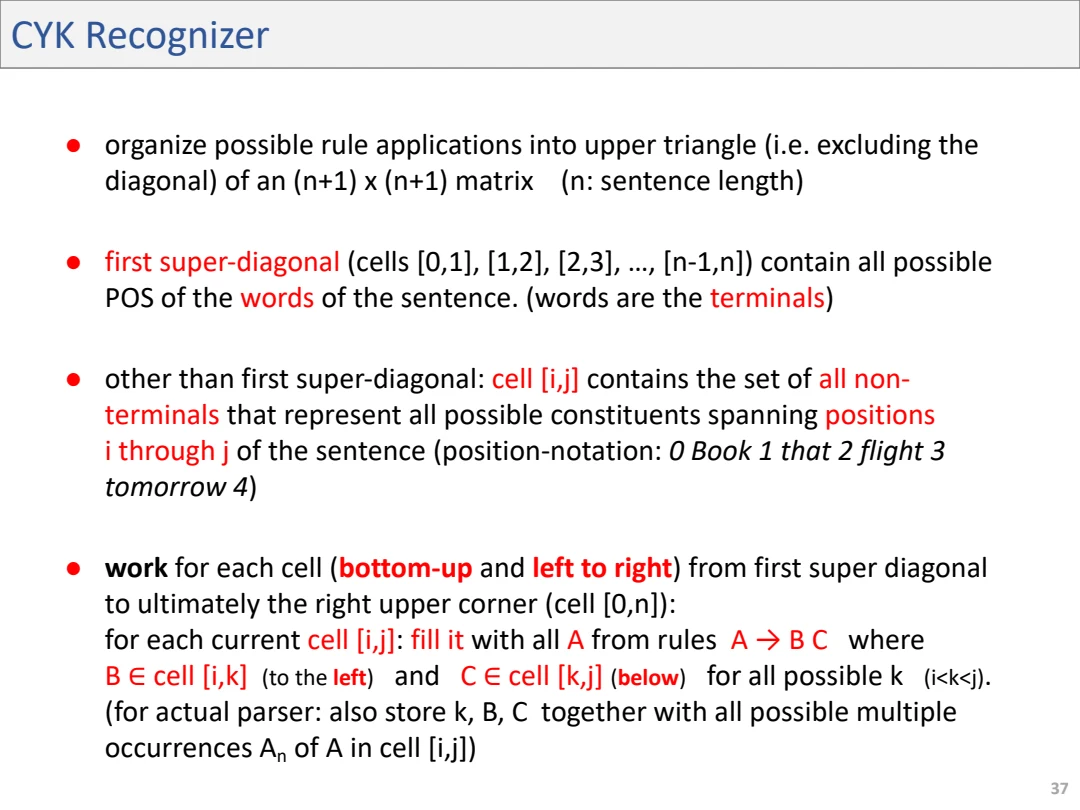 CYK Recognizer
● organize possible rule applications into upper triangle (i.e. excluding the
diagonal) of an (n+1) x (n+1) matrix (n: sentence length)
● first super-diagonal (cells [0,1], [1,2], [2,3], …, [n-1,n]) contain all possible
POS of the words of the sentence. (words are the terminals)
● other than first super-diagonal: cell [i,j] contains the set of all non-
terminals that represent all possible constituents spanning positions
i through j of the sentence (position-notation: 0 Book 1 that 2 flight 3
tomorrow 4)
● work for each cell (bottom-up and left to right) from first super diagonal
to ultimately the right upper corner (cell [0,n]):
for each current cell [i,j]: fill it with all A from rules A → B C where
B ∈ cell [i,k] (to the left) and C ∈ cell [k,j] (below) for all possible k (i<k<j).
(for actual parser: also store k, B, C together with all possible multiple
occurrences Aₙ of A in cell [i,j])
37